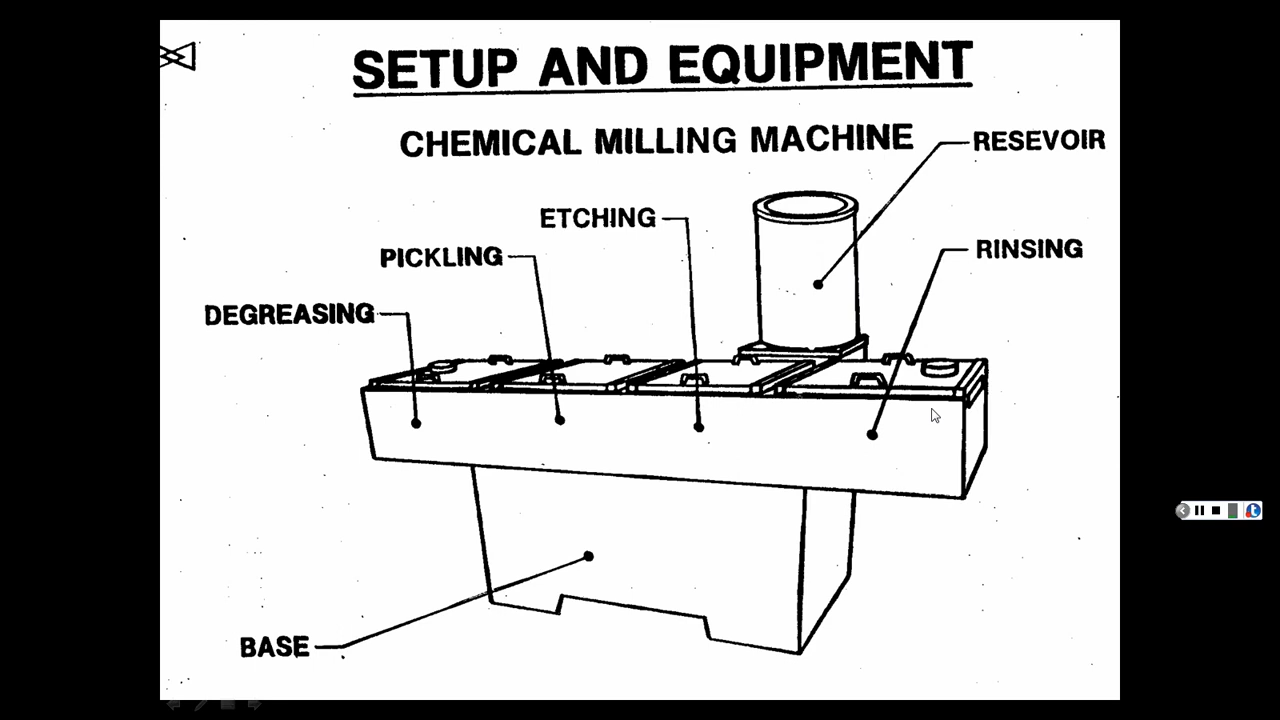 SETUP AND EQUIPMENT
CHEMICAL MILLING MACHINE
RESEVOIR
ETCHING
PICKLING
RINSING
DEGREASING
BASE